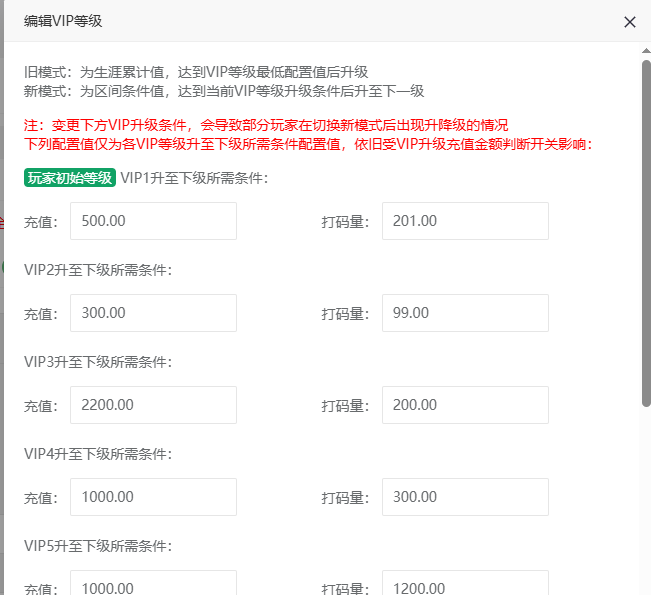 编辑VIP等级
旧模式：为生涯累计值，达到VIP等级最低配置值后升级
新模式：为区间条件值，达到当前VIP等级升级条件后升至下一级
注：变更下方VIP升级条件，会导致部分玩家在切换新模式后出现升降级的情况
下列配置值仅为各VIP等级升至下级所需条件配置值，依旧受VIP升级充值金额判断开关影响：
玩家初始等级 VIP1升至下级所需条件：
充值： 500.00 打码量： 201.00
VIP2升至下级所需条件：
充值： 300.00 打码量： 99.00
VIP3升至下级所需条件：
充值： 2200.00 打码量： 200.00
VIP4升至下级所需条件：
充值： 1000.00 打码量： 300.00
VIP5升至下级所需条件：
充值： 1000.00 打码量： 1200.00